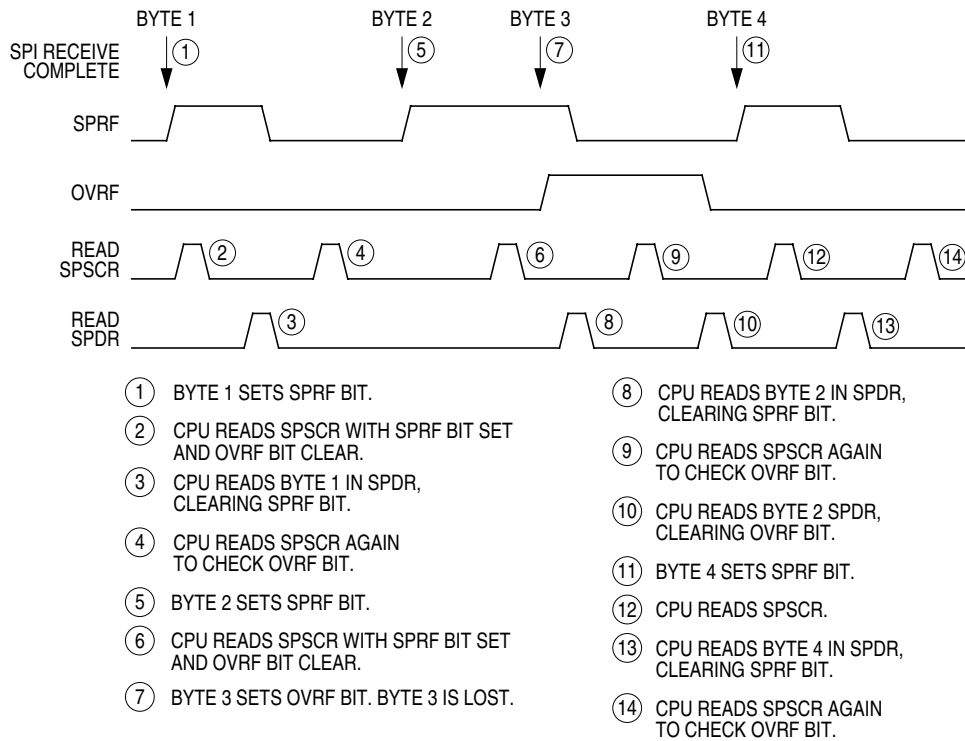 BYTE 1 BYTE 2 BYTE 3 BYTE 4
SPI RECEIVE
COMPLETE
1 5 7 11
SPRF
OVRF
READ
SPSCR
2 4 6 9 12 14
READ
SPDR
3 8 10 13
1 BYTE 1 SETS SPRF BIT.
2 CPU READS SPSCR WITH SPRF BIT SET
AND OVRF BIT CLEAR.
3 CPU READS BYTE 1 IN SPDR,
CLEARING SPRF BIT.
4 CPU READS SPSCR AGAIN
TO CHECK OVRF BIT.
5 BYTE 2 SETS SPRF BIT.
6 CPU READS SPSCR WITH SPRF BIT SET
AND OVRF BIT CLEAR.
7 BYTE 3 SETS OVRF BIT. BYTE 3 IS LOST.
8 CPU READS BYTE 2 IN SPDR,
CLEARING SPRF BIT.
9 CPU READS SPSCR AGAIN
TO CHECK OVRF BIT.
10 CPU READS BYTE 2 SPDR,
CLEARING OVRF BIT.
11 BYTE 4 SETS SPRF BIT.
12 CPU READS SPSCR.
13 CPU READS BYTE 4 IN SPDR,
CLEARING SPRF BIT.
14 CPU READS SPSCR AGAIN
TO CHECK OVRF BIT.